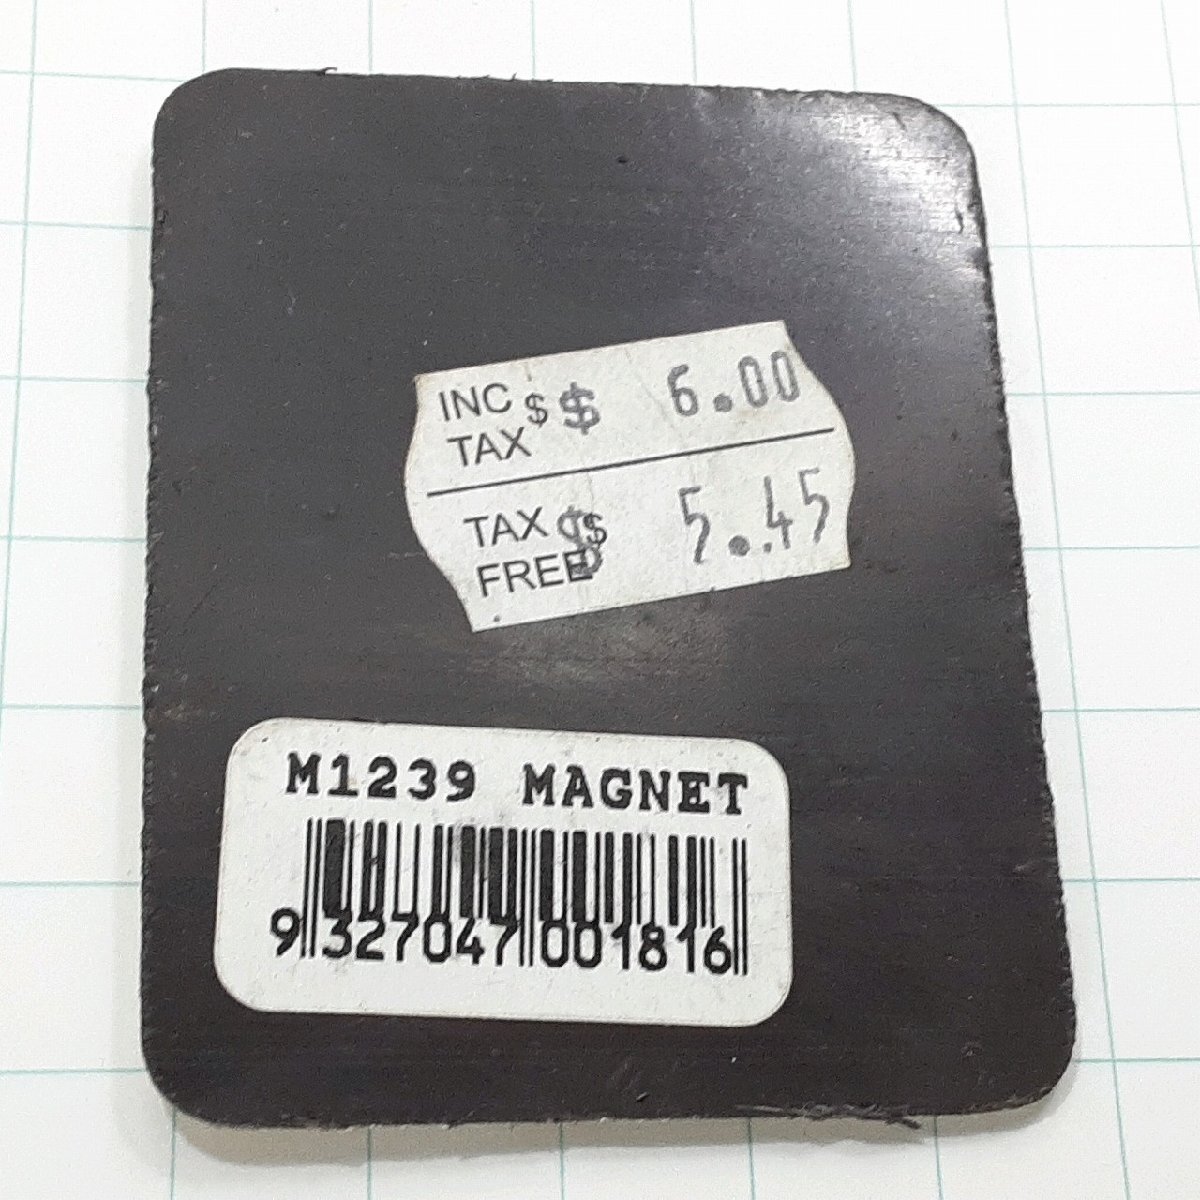 INC $ $ 6.00
TAX
TAX $ $ 5.45
FREE
M1239 MAGNET
9 327047 001816